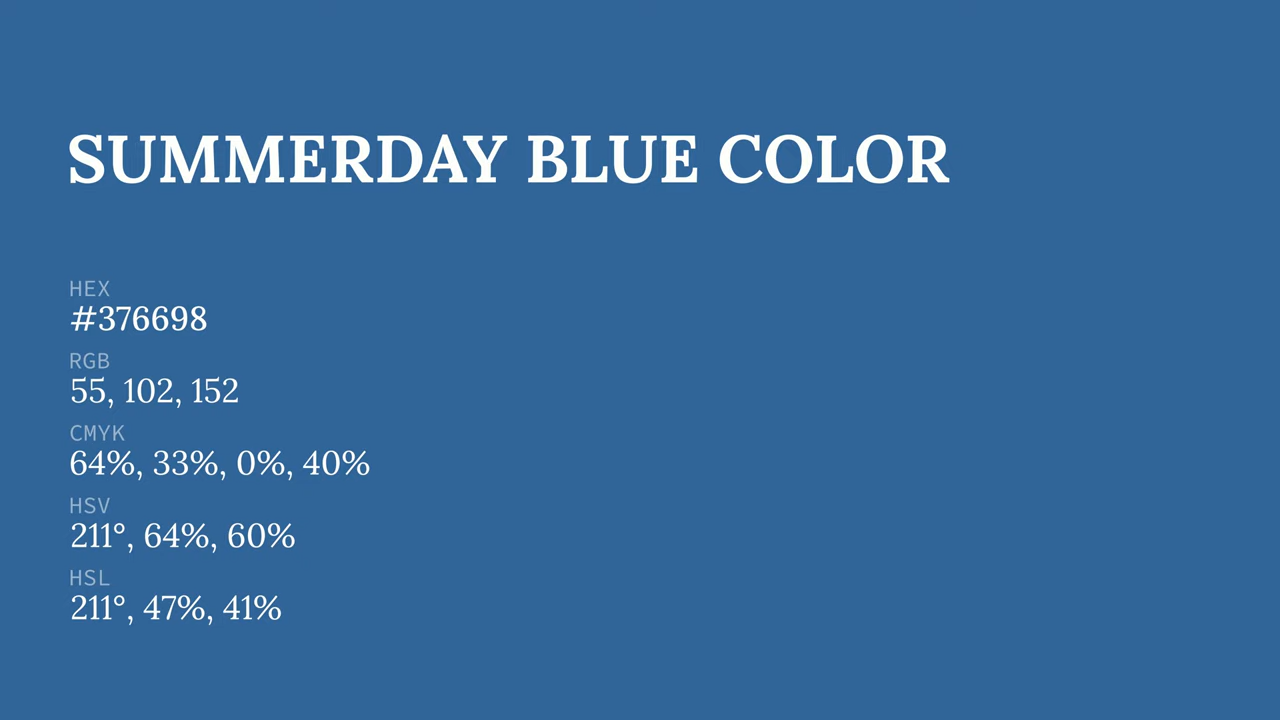 SUMMERDAY BLUE COLOR
HEX
#376698
RGB
55, 102, 152
CMYK
64%, 33%, 0%, 40%
HSV
211°, 64%, 60%
HSL
211°, 47%, 41%